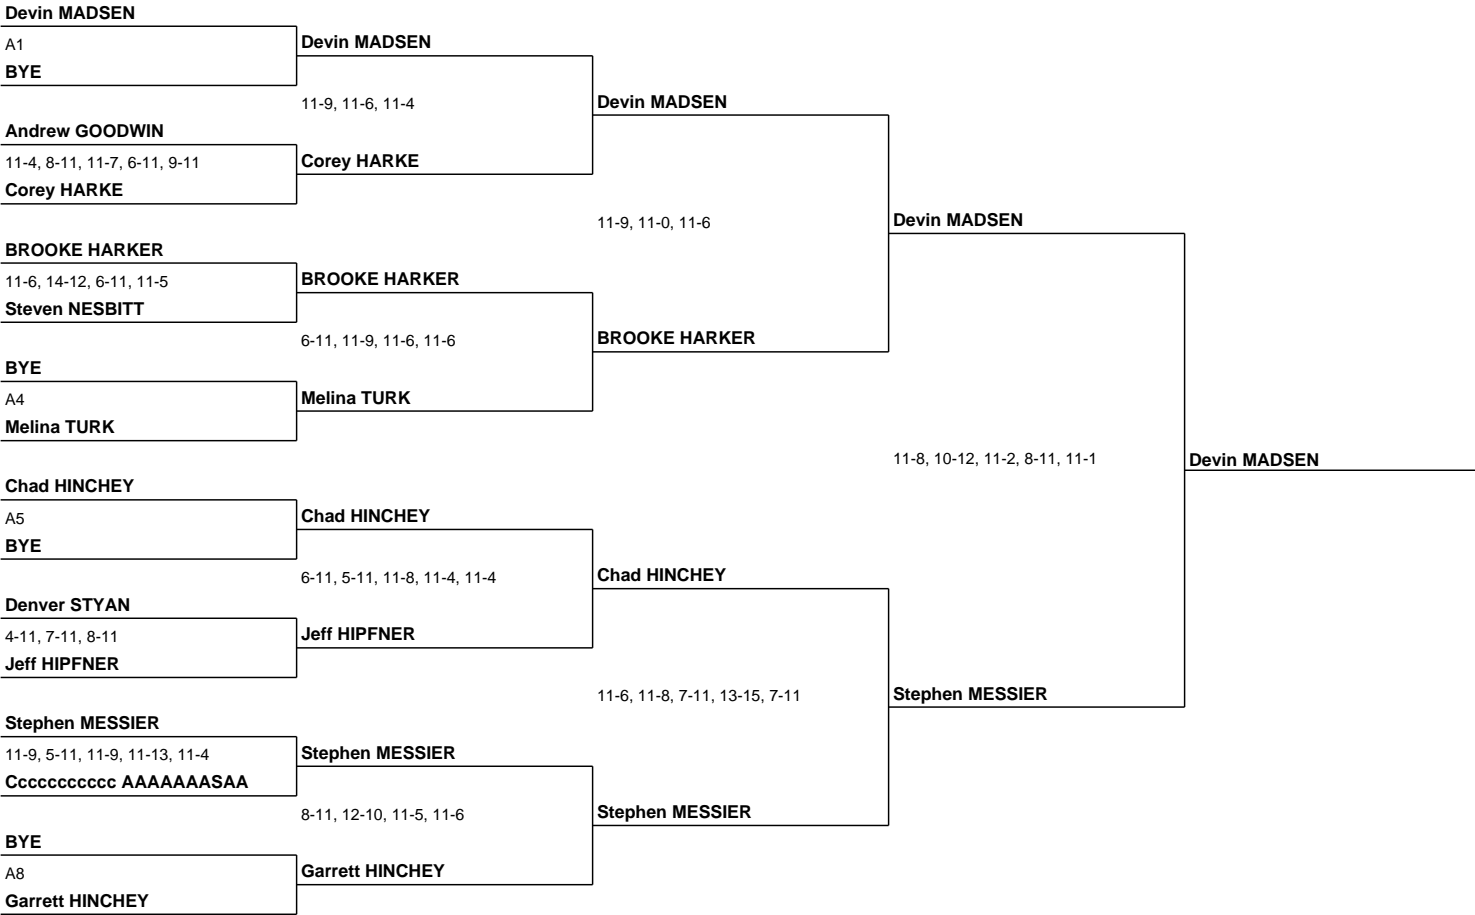 Devin MADSEN
A1
BYE
Devin MADSEN
11-9, 11-6, 11-4
Devin MADSEN
Andrew GOODWIN
11-4, 8-11, 11-7, 6-11, 9-11
Corey HARKE
Corey HARKE
11-9, 11-0, 11-6
Devin MADSEN
BROOKE HARKER
11-6, 14-12, 6-11, 11-5
Steven NESBITT
BROOKE HARKER
6-11, 11-9, 11-6, 11-6
BROOKE HARKER
BYE
A4
Melina TURK
Melina TURK
11-8, 10-12, 11-2, 8-11, 11-1
Devin MADSEN
Chad HINCHEY
A5
BYE
Chad HINCHEY
6-11, 5-11, 11-8, 11-4, 11-4
Chad HINCHEY
Denver STYAN
4-11, 7-11, 8-11
Jeff HIPFNER
Jeff HIPFNER
11-6, 11-8, 7-11, 13-15, 7-11
Stephen MESSIER
Stephen MESSIER
11-9, 5-11, 11-9, 11-13, 11-4
Ccccccccccc AAAAAAASAA
Stephen MESSIER
8-11, 12-10, 11-5, 11-6
Stephen MESSIER
BYE
A8
Garrett HINCHEY
Garrett HINCHEY